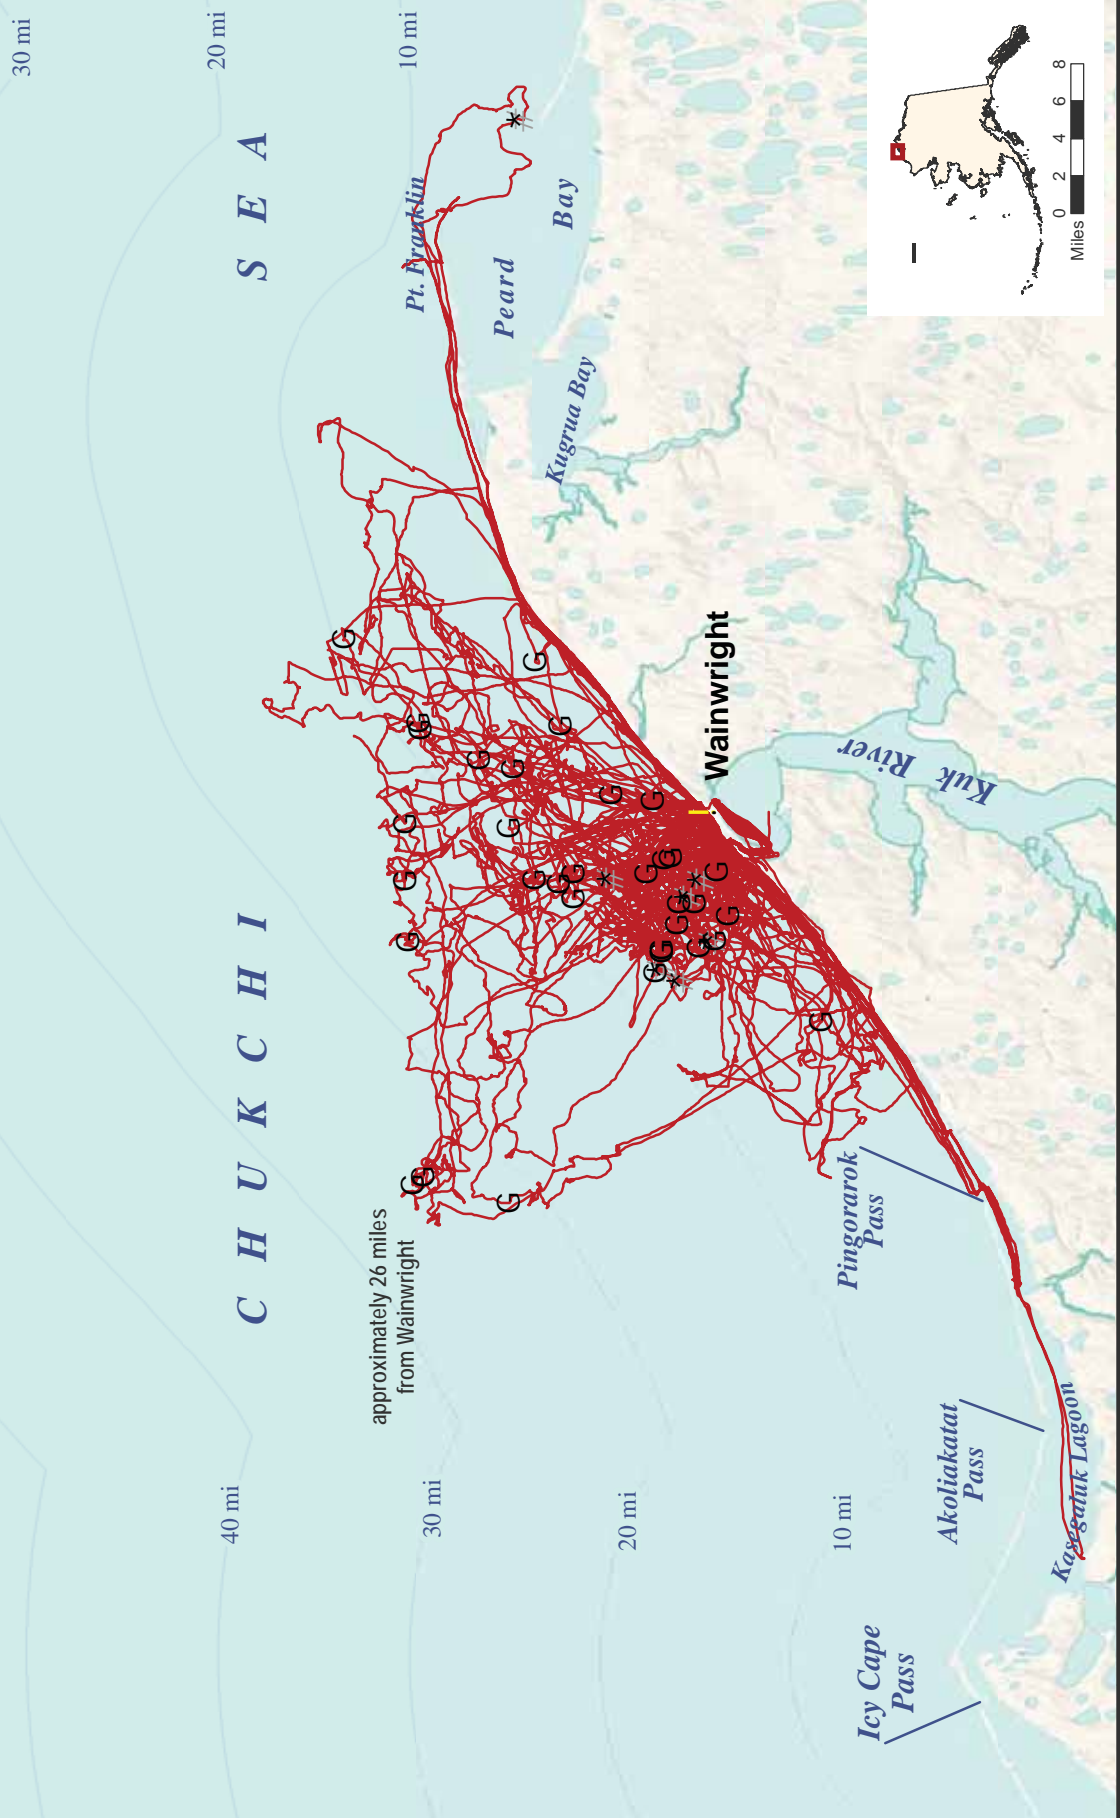 30 mi
20 mi
40 mi
CHUKCHI SEA
10 mi
approximately 26 miles
from Wainwright
30 mi
Pt. Franklin
Peard
Bay
Kugrua Bay
20 mi
Wainwright
10 mi
Pingorarok
Pass
Icy Cape
Pass
Kuk River
Akoliakatat
Pass
Kasegaluk Lagoon
0 2 4 6 8
Miles